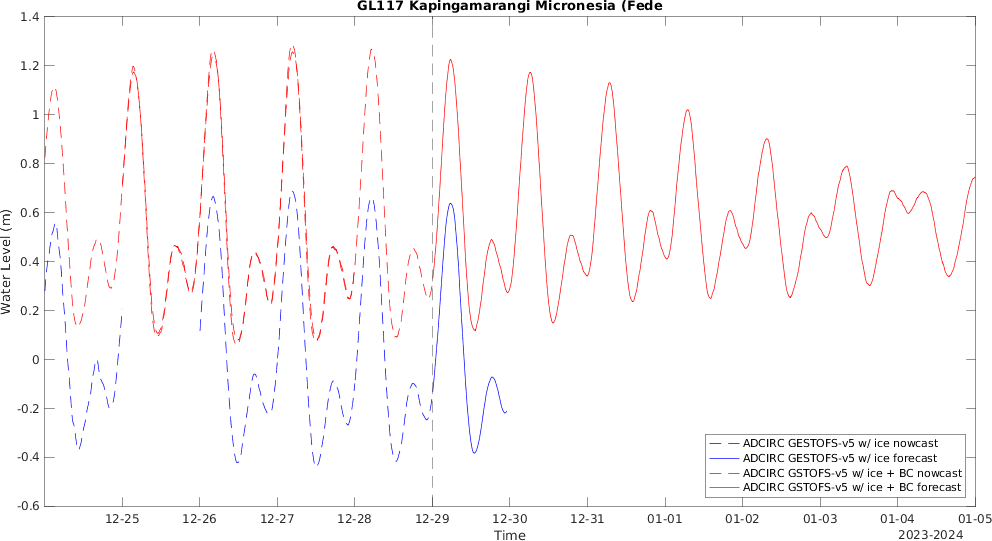 GL117 Kapingamarangi Micronesia (Fede
1.4
1.2
1
0.8
0.6
0.4
0.2
0
-0.2
-0.4
-0.6
Water Level (m)
12-25 12-26 12-27 12-28 12-29 12-30 12-31 01-01 01-02 01-03 01-04 01-05
Time
2023-2024
ADCIRC GESTOFS-v5 w/ ice nowcast
ADCIRC GESTOFS-v5 w/ ice forecast
ADCIRC GSTOFS-v5 w/ ice + BC nowcast
ADCIRC GSTOFS-v5 w/ ice + BC forecast